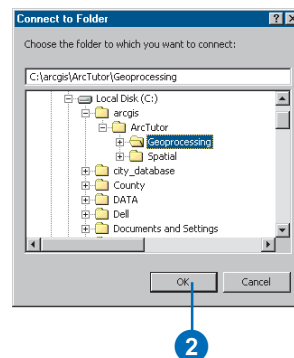 Connect to Folder
Choose the folder to which you want to connect:
C:\arcgis\ArcTutor\Geoprocessing
Local Disk (C:)
arcgis
ArcTutor
Geoprocessing
Spatial
city_database
County
DATA
Dell
Documents and Settings
OK Cancel
2